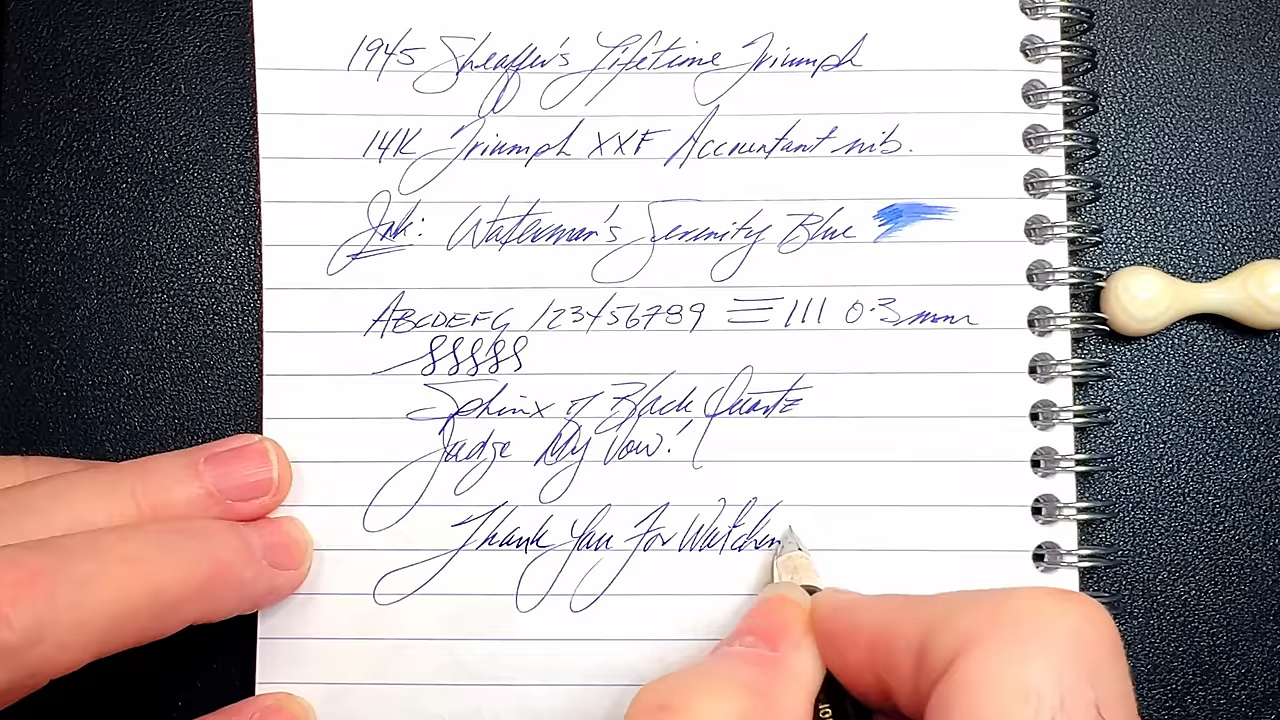 1945 Sheaffer's Lifetime Triumph
14K Triumph XXF Accountant nib.
Ink: Waterman's Serenity Blue
ABCDEFG 123456789 0.3mm
Sphinx of Black Quartz
Judge My Vow!
Thank You For Watchin